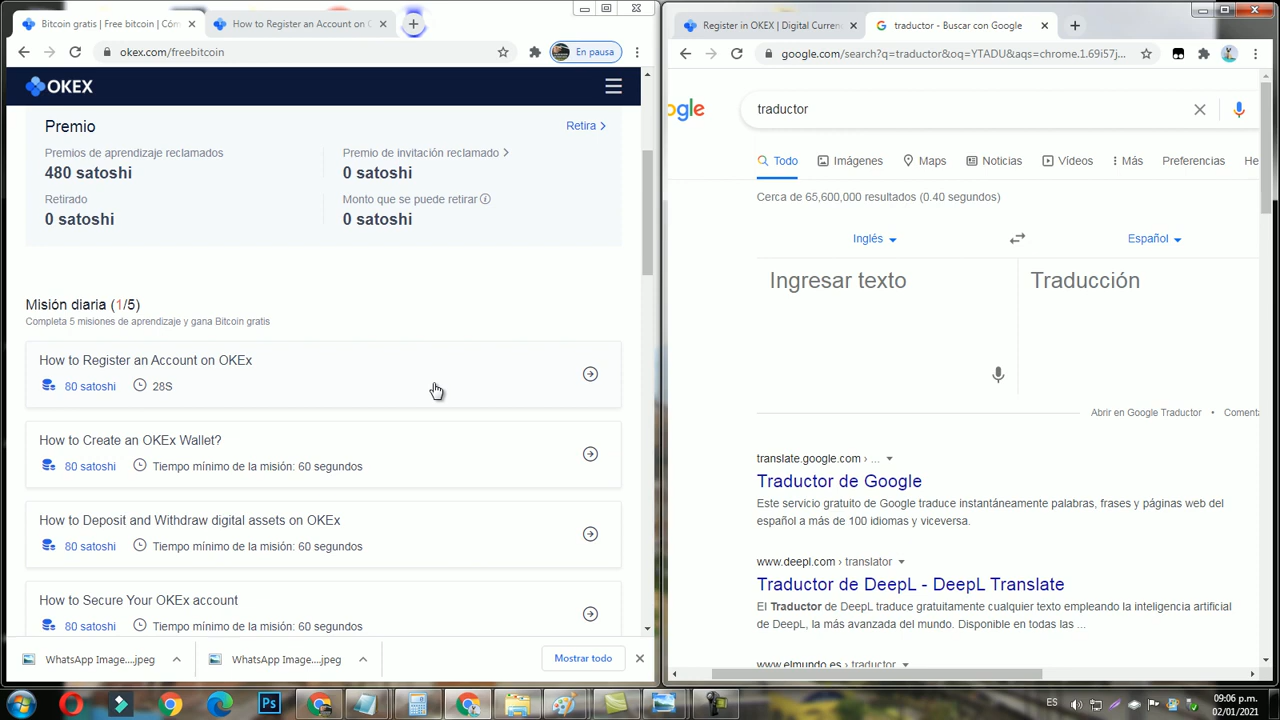 Bitcoin gratis | Free bitcoin | Cóm
How to Register an Account on O
okex.com/freebitcoin
En pausa
OKEX
Premio
Retira
Premios de aprendizaje reclamados
480 satoshi
Premio de invitación reclamado
0 satoshi
Retirado
0 satoshi
Monto que se puede retirar
0 satoshi
Misión diaria (1/5)
Completa 5 misiones de aprendizaje y gana Bitcoin gratis
How to Register an Account on OKEx
80 satoshi 28S
How to Create an OKEx Wallet?
80 satoshi Tiempo mínimo de la misión: 60 segundos
How to Deposit and Withdraw digital assets on OKEx
80 satoshi Tiempo mínimo de la misión: 60 segundos
How to Secure Your OKEx account
80 satoshi Tiempo mínimo de la misión: 60 segundos
WhatsApp Image....jpeg
WhatsApp Image....jpeg
Mostrar todo
Register in OKEX | Digital Curre
traductor - Buscar con Google
google.com/search?q=traductor&oq=YTADU&aqs=chrome.1.69i57j...
ogle
traductor
Todo
Imágenes
Maps
Noticias
Vídeos
Más
Preferencias
He
Cerca de 65,600,000 resultados (0.40 segundos)
Inglés
Español
Ingresar texto
Traducción
Abrir en Google Traductor • Comenta
translate.google.com › ...
Traductor de Google
Este servicio gratuito de Google traduce instantáneamente palabras, frases y páginas web del
español a más de 100 idiomas y viceversa.
www.deepl.com › translator
Traductor de DeepL - DeepL Translate
El Traductor de DeepL traduce gratuitamente cualquier texto empleando la inteligencia artificial
de DeepL, la más avanzada del mundo. Disponible en todas las ...
www.elmundo.es › traductor
Ps
ES
09:06 p.m.
02/01/2021